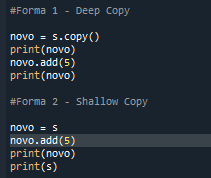 #Forma 1 - Deep Copy
novo = s.copy()
print(novo)
novo.add(5)
print(novo)
#Forma 2 - Shallow Copy
novo = s
novo.add(5)
print(novo)
print(s)